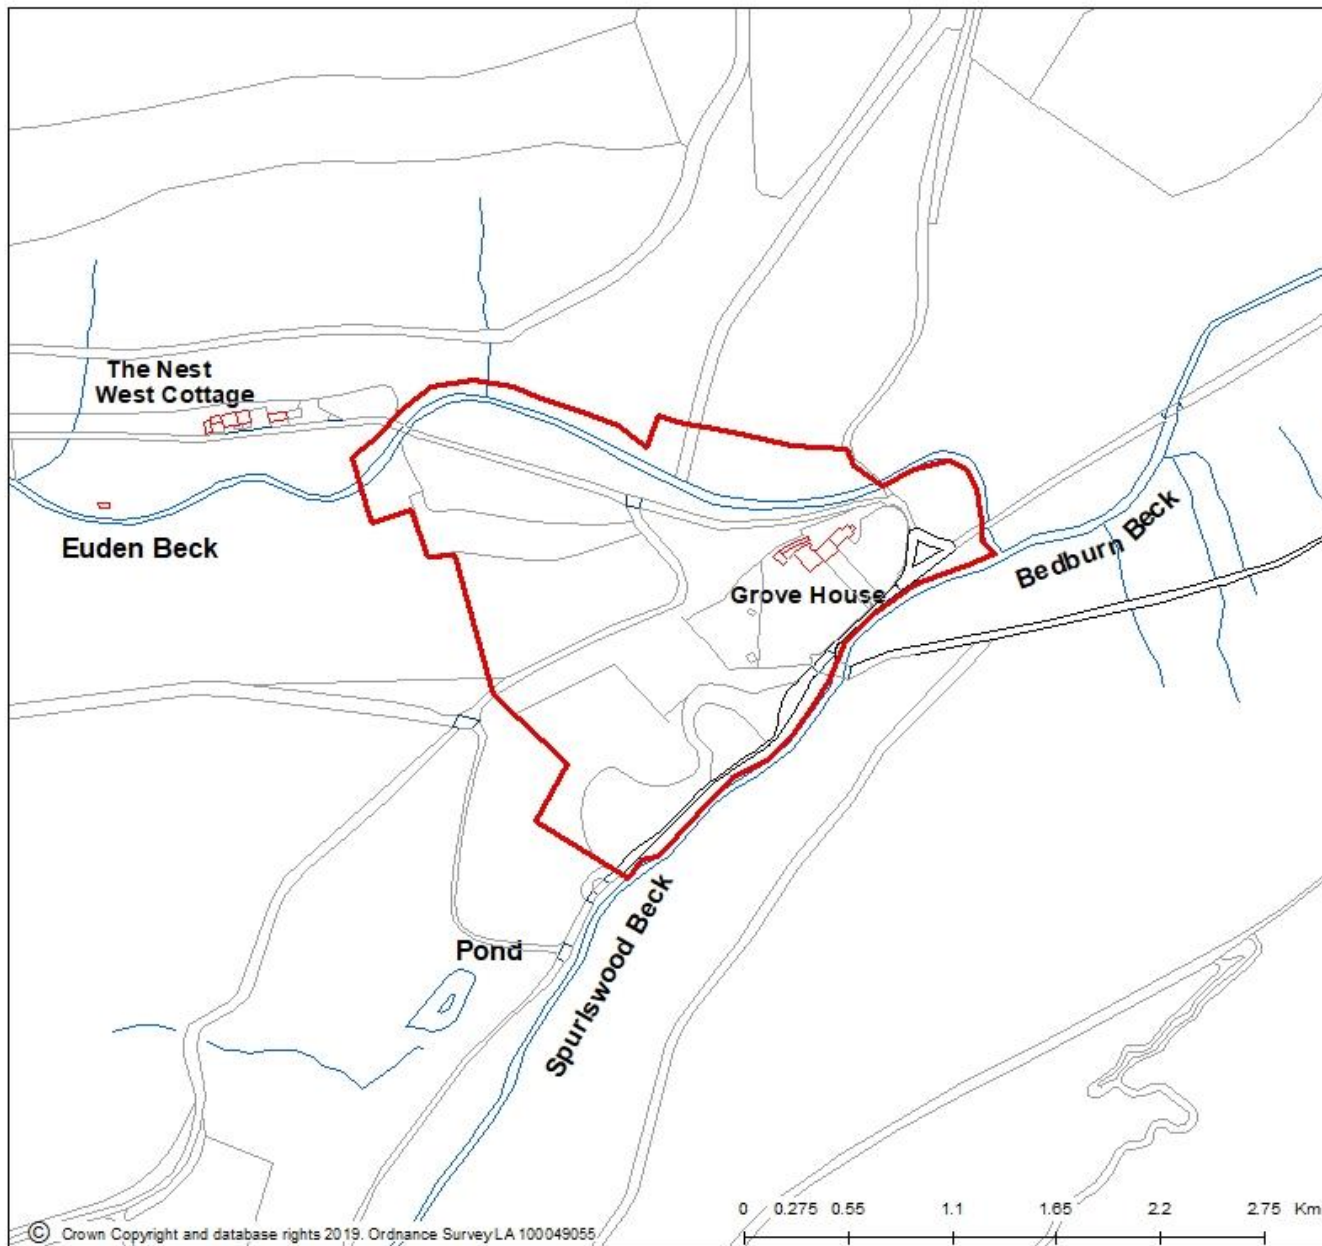 The Nest
West Cottage
Euden Beck
Grove House
Bedburn Beck
Pond
Spurlswood Beck
0 0.275 0.55 1.1 1.65 2.2 2.75 Km
© Crown Copyright and database rights 2019. Ordnance Survey LA 100049055